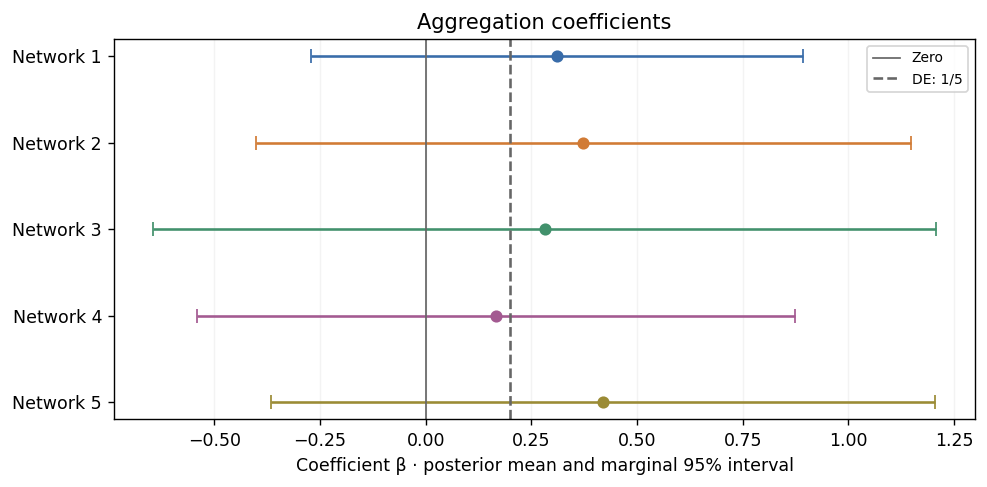 Aggregation coefficients
Network 1
Network 2
Network 3
Network 4
Network 5
Zero
DE: 1/5
−0.50 −0.25 0.00 0.25 0.50 0.75 1.00 1.25
Coefficient β · posterior mean and marginal 95% interval